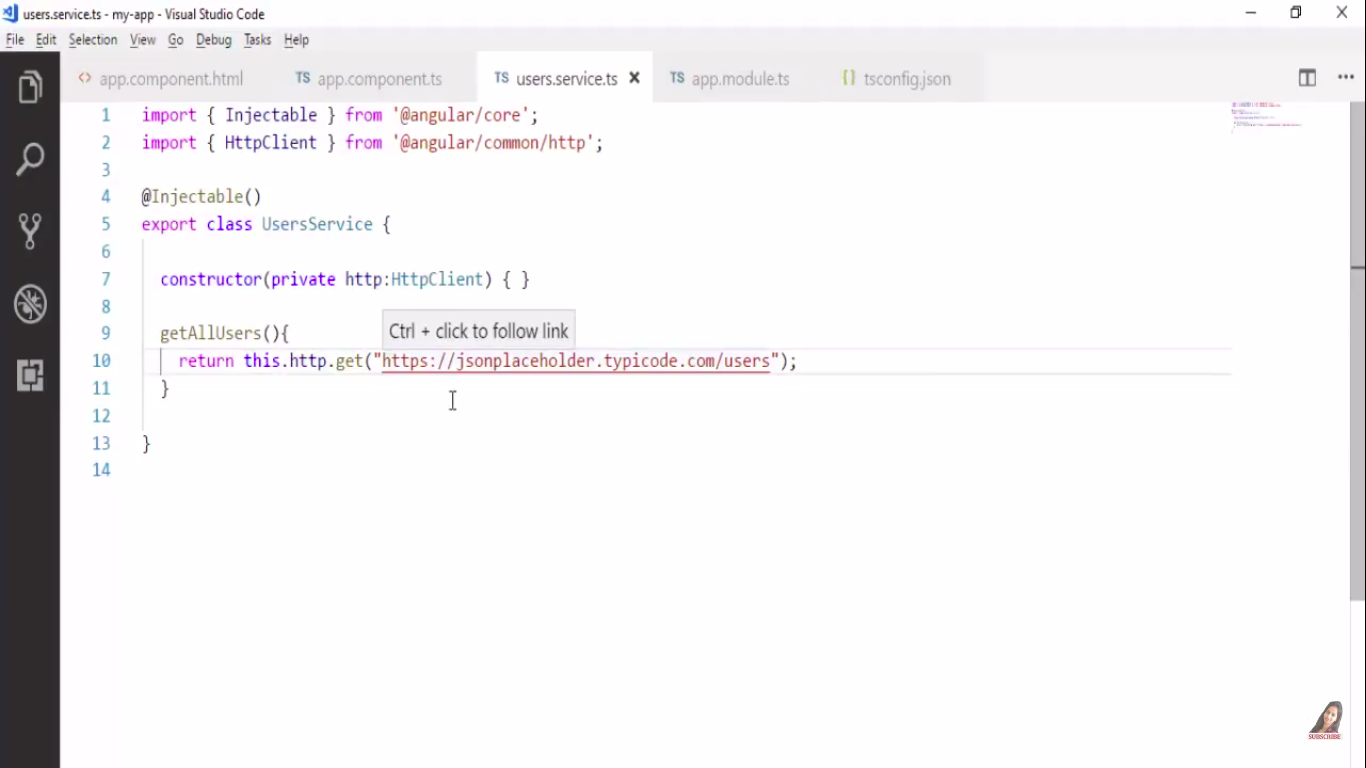 users.service.ts - my-app - Visual Studio Code
File Edit Selection View Go Debug Tasks Help
<> app.component.html TS app.component.ts TS users.service.ts × TS app.module.ts {} tsconfig.json
1 import { Injectable } from '@angular/core';
2 import { HttpClient } from '@angular/common/http';
3
4 @Injectable()
5 export class UsersService {
6
7 constructor(private http:HttpClient) { }
8
9 getAllUsers(){
Ctrl + click to follow link
10 return this.http.get("https://jsonplaceholder.typicode.com/users");
11 }
12
13 }
14
SUBSCRIBE